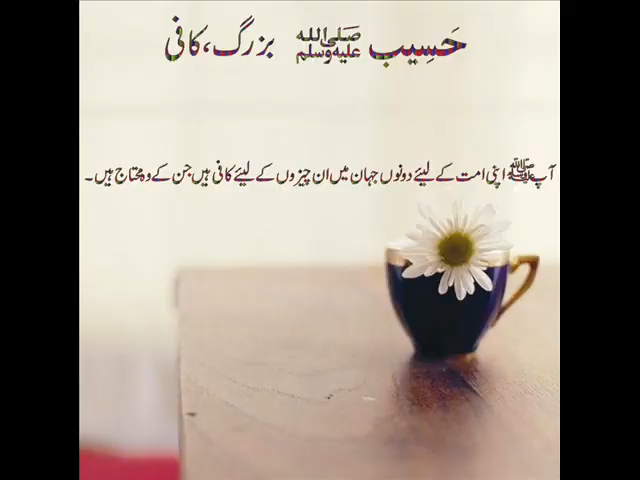 حَسِیب ﷺ بزرگ، کافی
آپ ﷺ اپنی امت کے لیئے دونوں جہان میں ان چیزوں کے لیئے کافی ہیں جن کے وہ محتاج ہیں۔